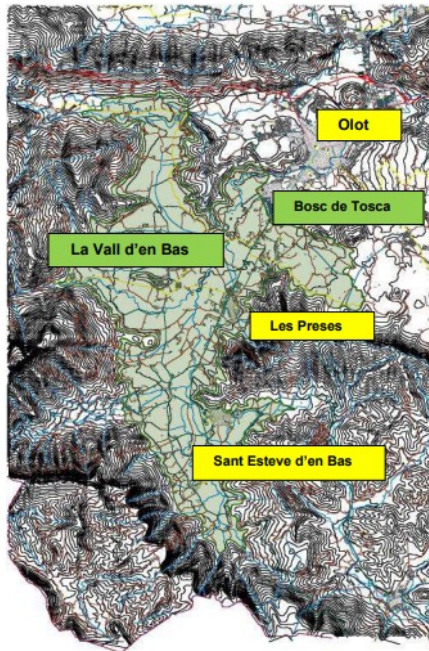 Olot
Bosc de Tosca
La Vall d'en Bas
Les Preses
Sant Esteve d'en Bas